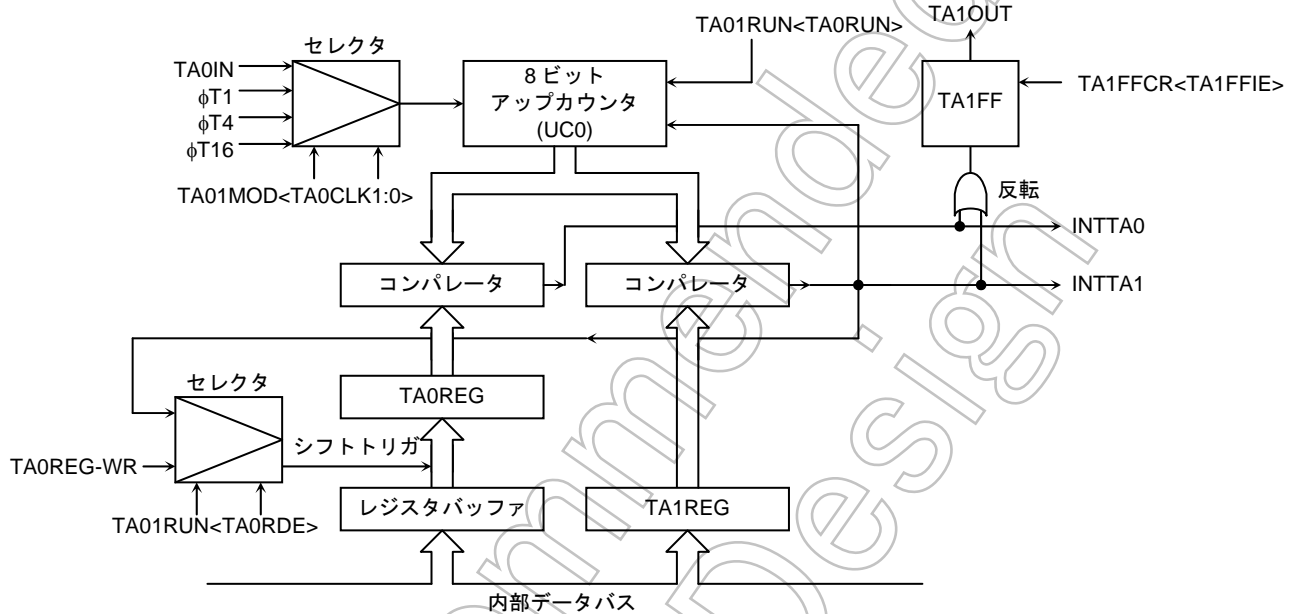 TA01RUN<TA0RUN>
TA1OUT
セレクタ
TA0IN
φT1
φT4
φT16
8 ビット
アップカウンタ
(UC0)
TA1FF
TA1FFCR<TA1FFIE>
TA01MOD<TA0CLK1:0>
反転
INTTA0
コンパレータ
コンパレータ
INTTA1
セレクタ
TA0REG
シフトトリガ
TA0REG-WR
レジスタバッファ
TA1REG
TA01RUN<TA0RDE>
内部データバス
ommended
Design